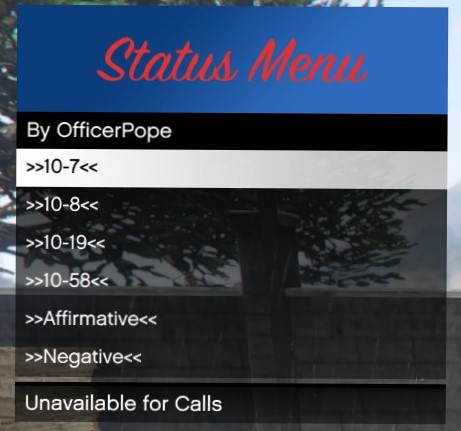 Status Menu
By OfficerPope
>>10-7<<
>>10-8<<
>>10-19<<
>>10-58<<
>>Affirmative<<
>>Negative<<
Unavailable for Calls